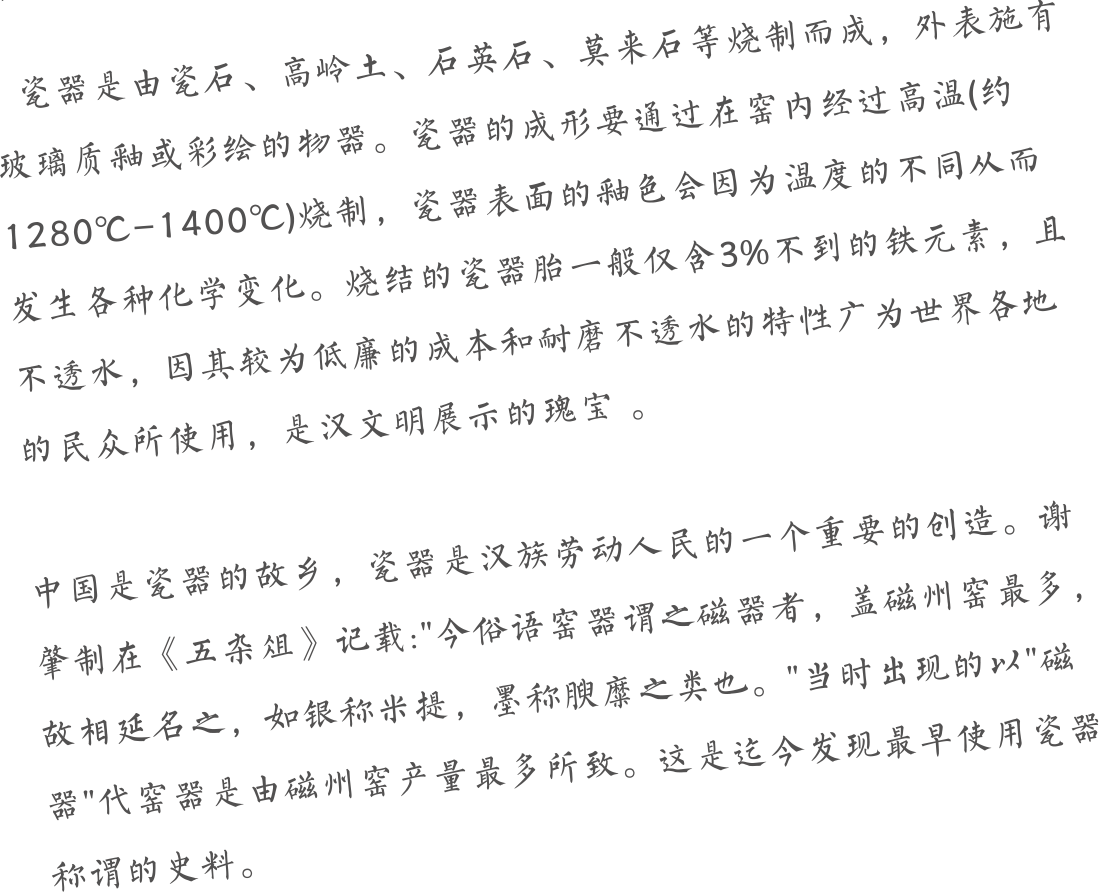 瓷器是由瓷石、高岭土、石英石、莫来石等烧制而成，外表施有
玻璃质釉或彩绘的物器。瓷器的成形要通过在窑内经过高温(约
1280℃-1400℃)烧制，瓷器表面的釉色会因为温度的不同从而
发生各种化学变化。烧结的瓷器胎一般仅含3%不到的铁元素，且
不透水，因其较为低廉的成本和耐磨不透水的特性广为世界各地
的民众所使用，是汉文明展示的瑰宝 。
中国是瓷器的故乡，瓷器是汉族劳动人民的一个重要的创造。谢
肇制在《五杂俎》记载:"今俗语窑器谓之磁器者，盖磁州窑最多，
故相延名之，如银称米提，墨称腴糜之类也。"当时出现的以"磁
器"代窑器是由磁州窑产量最多所致。这是迄今发现最早使用瓷器
称谓的史料。